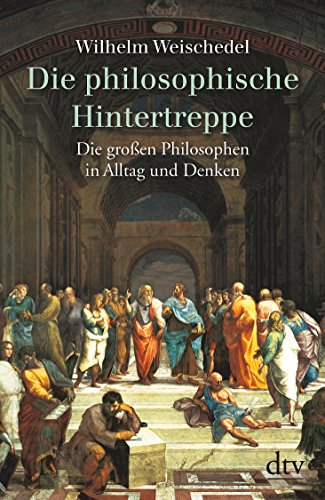 Wilhelm Weischedel
Die philosophische
Hintertreppe
Die großen Philosophen
in Alltag und Denken
dtv